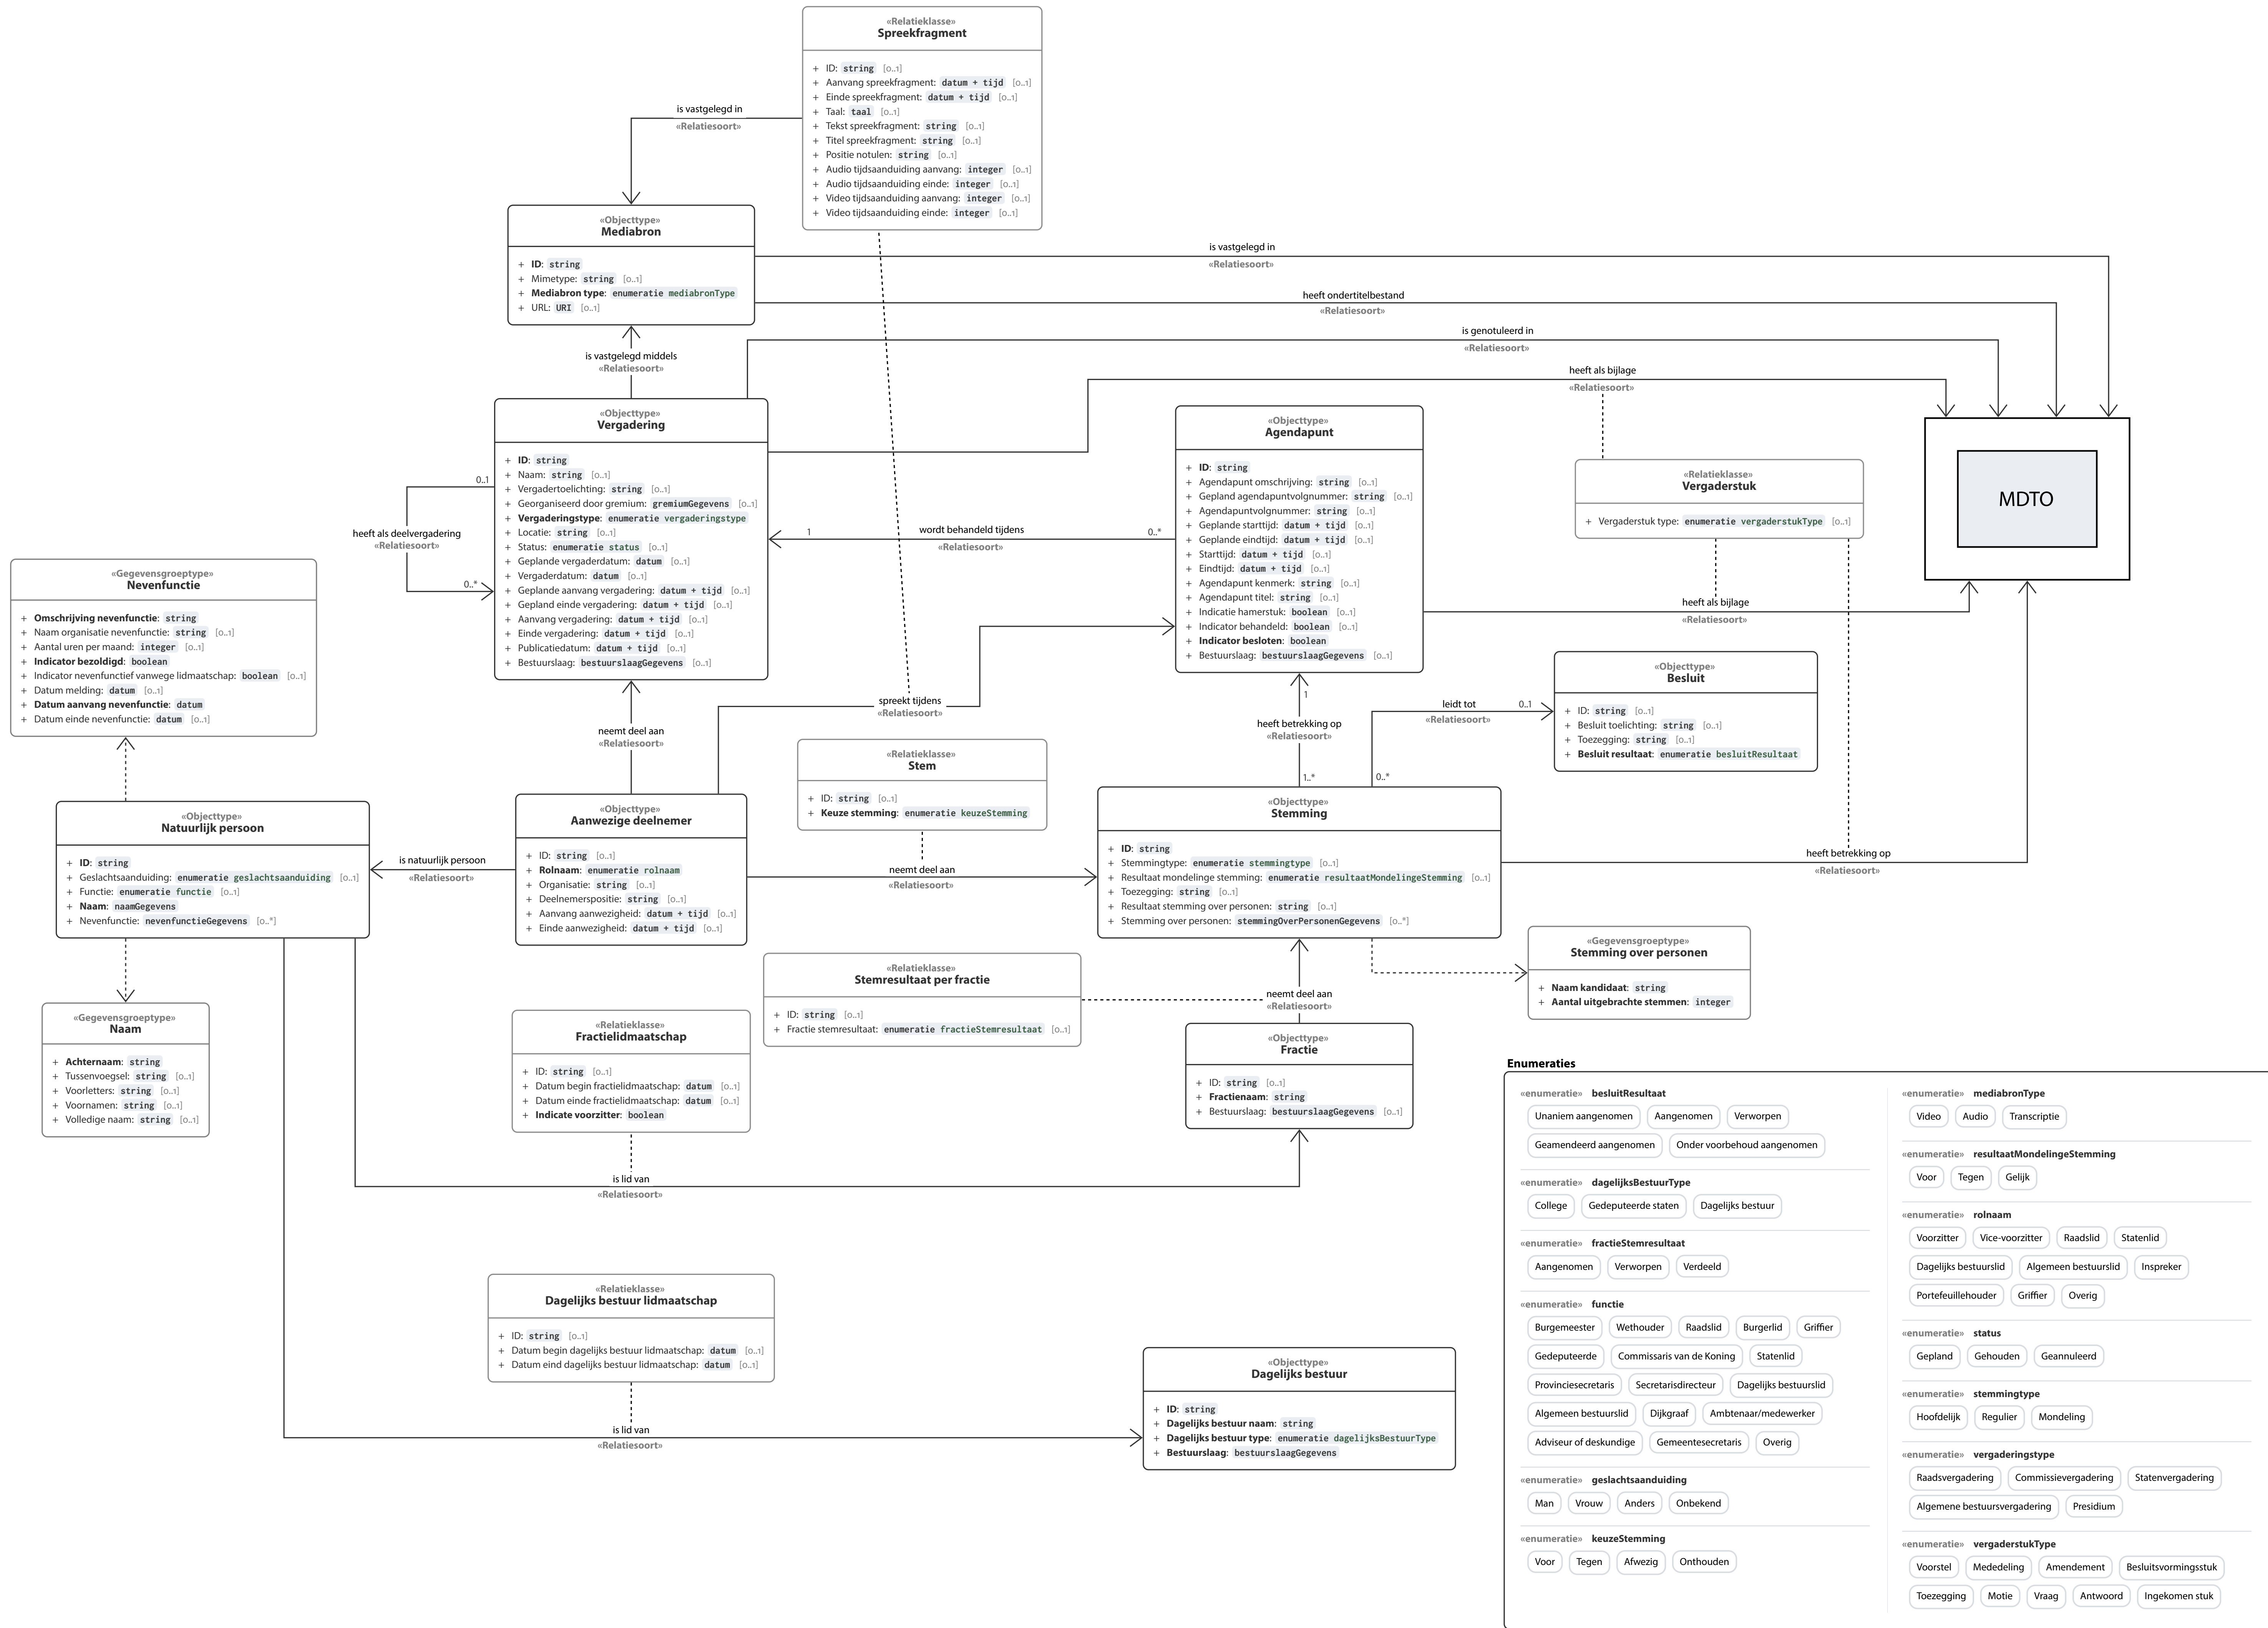 «Relatieklasse»
Spreekfragment
+ ID: string [0..1]
+ Aanvang spreekfragment: datum + tijd [0..1]
+ Einde spreekfragment: datum + tijd [0..1]
+ Taal: taal [0..1]
+ Tekst spreekfragment: string [0..1]
+ Titel spreekfragment: string [0..1]
+ Positie notulen: string [0..1]
+ Audio tijdsaanduiding aanvang: integer [0..1]
+ Audio tijdsaanduiding einde: integer [0..1]
+ Video tijdsaanduiding aanvang: integer [0..1]
+ Video tijdsaanduiding einde: integer [0..1]
is vastgelegd in
«Relatiesoort»
«Objecttype»
Mediabron
+ ID: string
+ Mimetype: string [0..1]
+ Mediabron type: enumeratie mediabronType
+ URL: URI [0..1]
is vastgelegd in
«Relatiesoort»
heeft ondertitelbestand
«Relatiesoort»
is genotuleerd in
«Relatiesoort»
heeft als bijlage
«Relatiesoort»
is vastgelegd middels
«Relatiesoort»
«Objecttype»
Vergadering
+ ID: string
+ Naam: string [0..1]
+ Vergadertoelichting: string [0..1]
+ Georganiseerd door gremium: gremiumGegevens [0..1]
+ Vergaderingstype: enumeratie vergaderingstype
+ Locatie: string [0..1]
+ Status: enumeratie status [0..1]
+ Geplande vergaderdatum: datum [0..1]
+ Vergaderdatum: datum [0..1]
+ Geplande aanvang vergadering: datum + tijd [0..1]
+ Gepland einde vergadering: datum + tijd [0..1]
+ Aanvang vergadering: datum + tijd [0..1]
+ Einde vergadering: datum + tijd [0..1]
+ Publicatiedatum: datum + tijd [0..1]
+ Bestuurslaag: bestuurslaagGegevens [0..1]
0..1
heeft als deelvergadering
«Relatiesoort»
0..*
1
wordt behandeld tijdens
«Relatiesoort»
0..*
«Objecttype»
Agendapunt
+ ID: string
+ Agendapunt omschrijving: string [0..1]
+ Gepland agendapuntvolgnummer: string [0..1]
+ Agendapuntvolgnummer: string [0..1]
+ Geplande starttijd: datum + tijd [0..1]
+ Geplande eindtijd: datum + tijd [0..1]
+ Starttijd: datum + tijd [0..1]
+ Eindtijd: datum + tijd [0..1]
+ Agendapunt kenmerk: string [0..1]
+ Agendapunt titel: string [0..1]
+ Indicatie hamerstuk: boolean [0..1]
+ Indicator behandeld: boolean [0..1]
+ Indicator besloten: boolean
+ Bestuurslaag: bestuurslaagGegevens [0..1]
«Relatieklasse»
Vergaderstuk
+ Vergaderstuk type: enumeratie vergaderstukType [0..1]
MDTO
heeft als bijlage
«Relatiesoort»
«Gegevensgroeptype»
Nevenfunctie
+ Omschrijving nevenfunctie: string
+ Naam organisatie nevenfunctie: string [0..1]
+ Aantal uren per maand: integer [0..1]
+ Indicator bezoldigd: boolean
+ Indicator nevenfunctief vanwege lidmaatschap: boolean [0..1]
+ Datum melding: datum [0..1]
+ Datum aanvang nevenfunctie: datum
+ Datum einde nevenfunctie: datum [0..1]
neemt deel aan
«Relatiesoort»
spreekt tijdens
«Relatiesoort»
1
heeft betrekking op
«Relatiesoort»
1..*
leidt tot
«Relatiesoort»
0..1
0..*
«Objecttype»
Besluit
+ ID: string [0..1]
+ Besluit toelichting: string [0..1]
+ Toezegging: string [0..1]
+ Besluit resultaat: enumeratie besluitResultaat
«Relatieklasse»
Stem
+ ID: string [0..1]
+ Keuze stemming: enumeratie keuzeStemming
«Objecttype»
Natuurlijk persoon
+ ID: string
+ Geslachtsaanduiding: enumeratie geslachtsaanduiding [0..1]
+ Functie: enumeratie functie [0..1]
+ Naam: naamGegevens
+ Nevenfunctie: nevenfunctieGegevens [0..*]
is natuurlijk persoon
«Relatiesoort»
«Objecttype»
Aanwezige deelnemer
+ ID: string [0..1]
+ Rolnaam: enumeratie rolnaam
+ Organisatie: string [0..1]
+ Deelnemerspositie: string [0..1]
+ Aanvang aanwezigheid: datum + tijd [0..1]
+ Einde aanwezigheid: datum + tijd [0..1]
neemt deel aan
«Relatiesoort»
«Objecttype»
Stemming
+ ID: string
+ Stemmingtype: enumeratie stemmingtype [0..1]
+ Resultaat mondelinge stemming: enumeratie resultaatMondelingeStemming [0..1]
+ Toezegging: string [0..1]
+ Resultaat stemming over personen: string [0..1]
+ Stemming over personen: stemmingOverPersonenGegevens [0..*]
heeft betrekking op
«Relatiesoort»
«Gegevensgroeptype»
Stemming over personen
+ Naam kandidaat: string
+ Aantal uitgebrachte stemmen: integer
«Relatieklasse»
Stemresultaat per fractie
+ ID: string [0..1]
+ Fractie stemresultaat: enumeratie fractieStemresultaat [0..1]
neemt deel aan
«Relatiesoort»
«Gegevensgroeptype»
Naam
+ Achternaam: string
+ Tussenvoegsel: string [0..1]
+ Voorletters: string [0..1]
+ Voornamen: string [0..1]
+ Volledige naam: string [0..1]
«Relatieklasse»
Fractielidmaatschap
+ ID: string [0..1]
+ Datum begin fractielidmaatschap: datum [0..1]
+ Datum einde fractielidmaatschap: datum [0..1]
+ Indicate voorzitter: boolean
«Objecttype»
Fractie
+ ID: string [0..1]
+ Fractienaam: string
+ Bestuurslaag: bestuurslaagGegevens [0..1]
is lid van
«Relatiesoort»
«Relatieklasse»
Dagelijks bestuur lidmaatschap
+ ID: string [0..1]
+ Datum begin dagelijks bestuur lidmaatschap: datum [0..1]
+ Datum eind dagelijks bestuur lidmaatschap: datum [0..1]
is lid van
«Relatiesoort»
«Objecttype»
Dagelijks bestuur
+ ID: string
+ Dagelijks bestuur naam: string
+ Dagelijks bestuur type: enumeratie dagelijksBestuurType
+ Bestuurslaag: bestuurslaagGegevens
Enumeraties
«enumeratie» besluitResultaat
Unaniem aangenomen Aangenomen Verworpen
Geamendeerd aangenomen Onder voorbehoud aangenomen
«enumeratie» dagelijksBestuurType
College Gedeputeerde staten Dagelijks bestuur
«enumeratie» fractieStemresultaat
Aangenomen Verworpen Verdeeld
«enumeratie» functie
Burgemeester Wethouder Raadslid Burgerlid Griffier
Gedeputeerde Commissaris van de Koning Statenlid
Provinciesecretaris Secretarisdirecteur Dagelijks bestuurslid
Algemeen bestuurslid Dijkgraaf Ambtenaar/medewerker
Adviseur of deskundige Gemeentesecretaris Overig
«enumeratie» geslachtsaanduiding
Man Vrouw Anders Onbekend
«enumeratie» keuzeStemming
Voor Tegen Afwezig Onthouden
«enumeratie» mediabronType
Video Audio Transcriptie
«enumeratie» resultaatMondelingeStemming
Voor Tegen Gelijk
«enumeratie» rolnaam
Voorzitter Vice-voorzitter Raadslid Statenlid
Dagelijks bestuurslid Algemeen bestuurslid Inspreker
Portefeuillehouder Griffier Overig
«enumeratie» status
Gepland Gehouden Geannuleerd
«enumeratie» stemmingtype
Hoofdelijk Regulier Mondeling
«enumeratie» vergaderingstype
Raadsvergadering Commissievergadering Statenvergadering
Algemene bestuursvergadering Presidium
«enumeratie» vergaderstukType
Voorstel Mededeling Amendement Besluitsvormingsstuk
Toezegging Motie Vraag Antwoord Ingekomen stuk